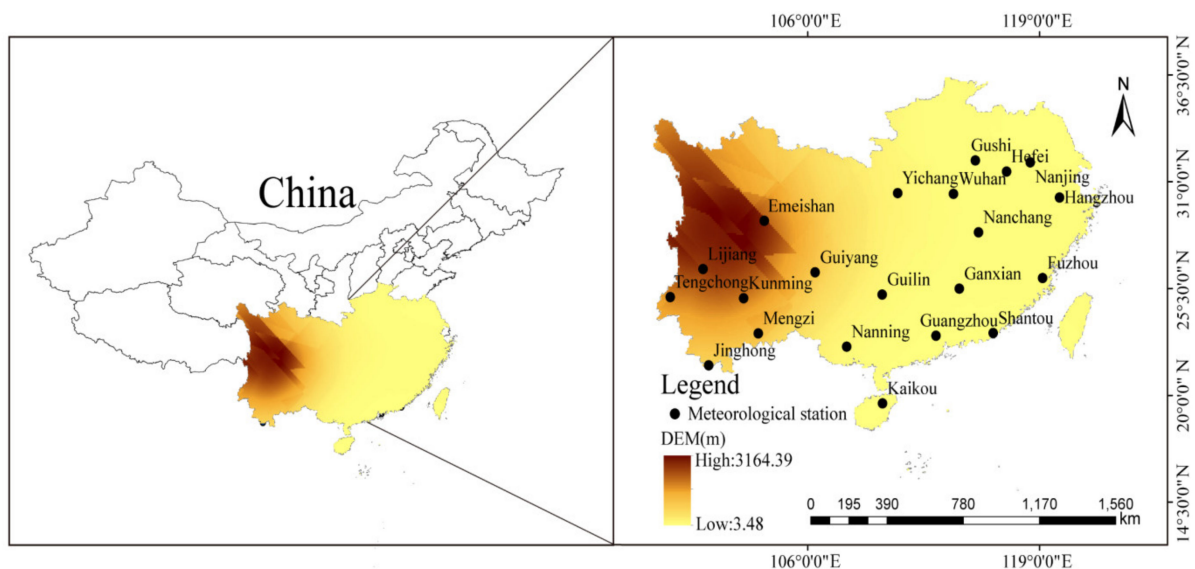 106°0'0"E 119°0'0"E
China
36°30'0" N
31°0'0" N
25°30'0" N
20°0'0" N
14°30'0" N
N
Gushi
Hefei
Nanjing
Yichang Wuhan
Hangzhou
Emeishan
Nanchang
Lijiang
Guiyang
Fuzhou
Tengchong Kunming
Guilin
Ganxian
Mengzi
Nanning
Guangzhou Shantou
Jinghong
Kaikou
Legend
Meteorological station
DEM(m)
High:3164.39
Low:3.48
0 195 390 780 1,170 1,560
km
106°0'0"E 119°0'0"E